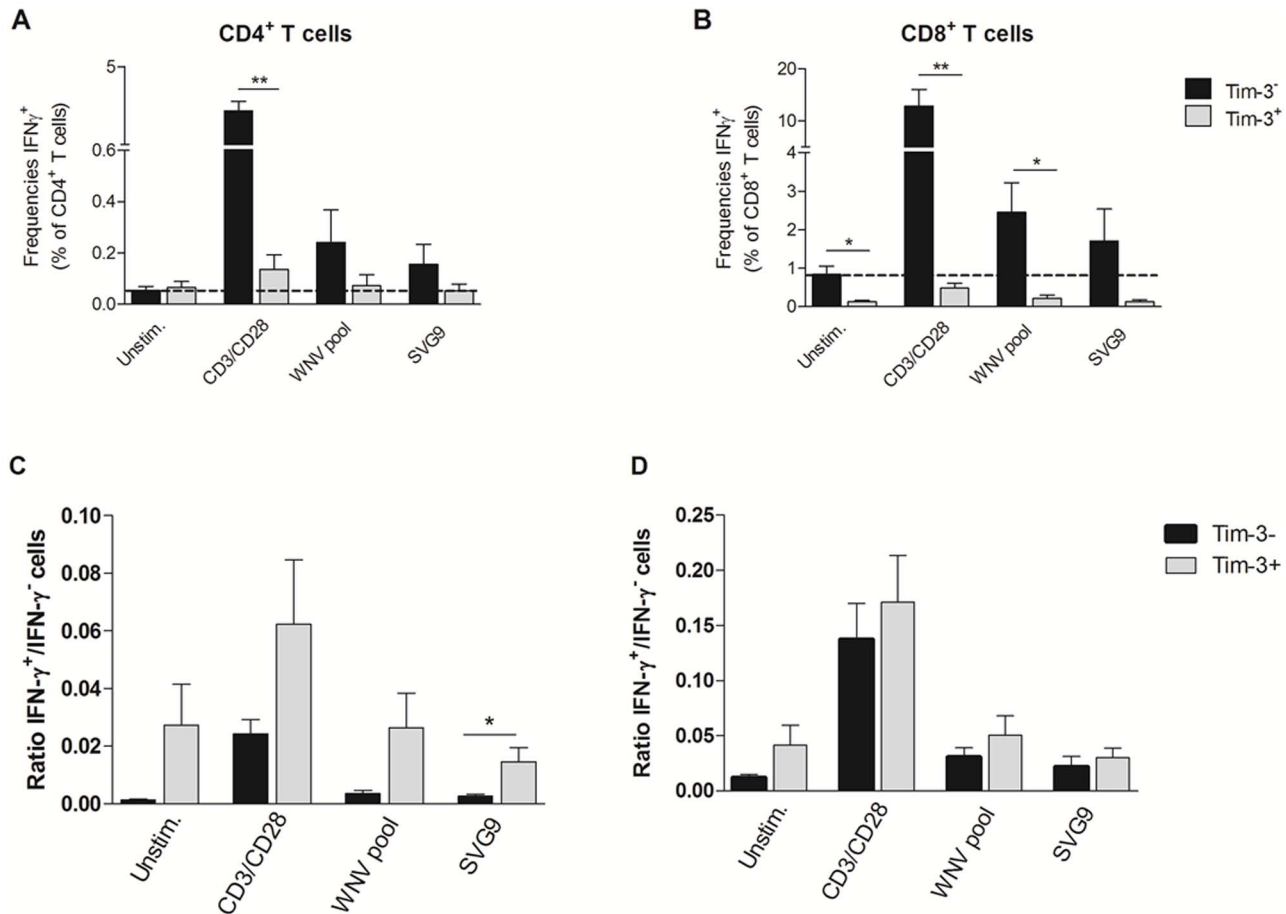 A
CD4⁺ T cells
Frequencies IFNγ⁺
(% of CD4⁺ T cells)
5
0.6
0.4
0.2
0.0
**
Unstim.
CD3/CD28
WNV pool
SVG9
B
CD8⁺ T cells
Frequencies IFNγ⁺
(% of CD8⁺ T cells)
20
10
4
3
2
1
0
*
**
*
Unstim.
CD3/CD28
WNV pool
SVG9
Tim-3⁻
Tim-3⁺
C
Ratio IFN-γ⁺/IFN-γ⁻ cells
0.10
0.08
0.06
0.04
0.02
0.00
*
Unstim.
CD3/CD28
WNV pool
SVG9
D
Ratio IFN-γ⁺/IFN-γ⁻ cells
0.25
0.20
0.15
0.10
0.05
0.00
Unstim.
CD3/CD28
WNV pool
SVG9
Tim-3-
Tim-3+